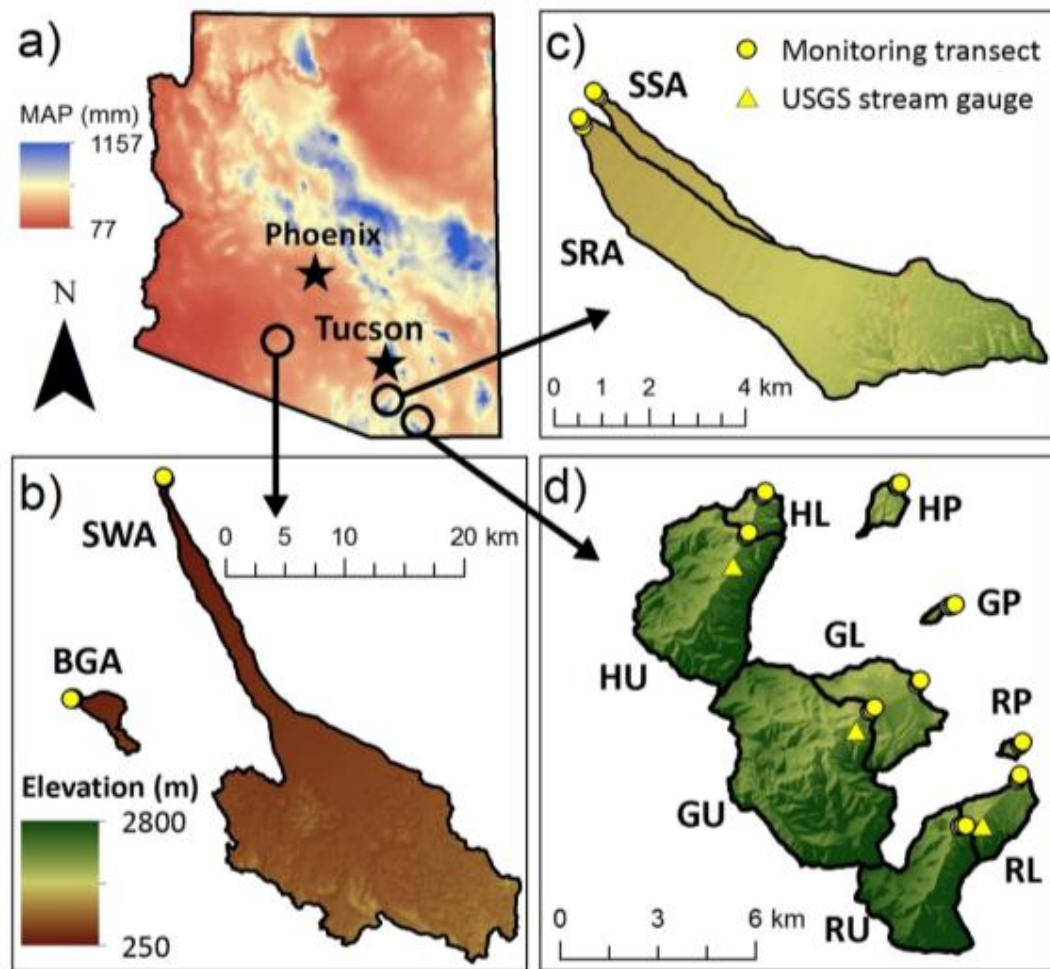 a)
MAP (mm)
1157
77
N
Phoenix
Tucson
c)
Monitoring transect
USGS stream gauge
SSA
SRA
0 1 2 4 km
b)
SWA
0 5 10 20 km
BGA
Elevation (m)
2800
250
d)
HL
HP
GP
HU
GL
RP
GU
RL
RU
0 3 6 km